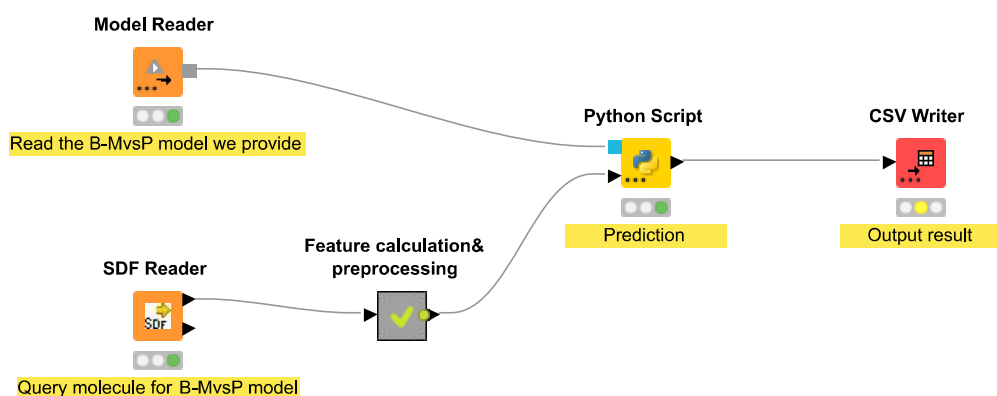 Model Reader
Read the B-MvsP model we provide
Python Script
Prediction
CSV Writer
Output result
Feature calculation&
preprocessing
SDF Reader
SDF
Query molecule for B-MvsP model